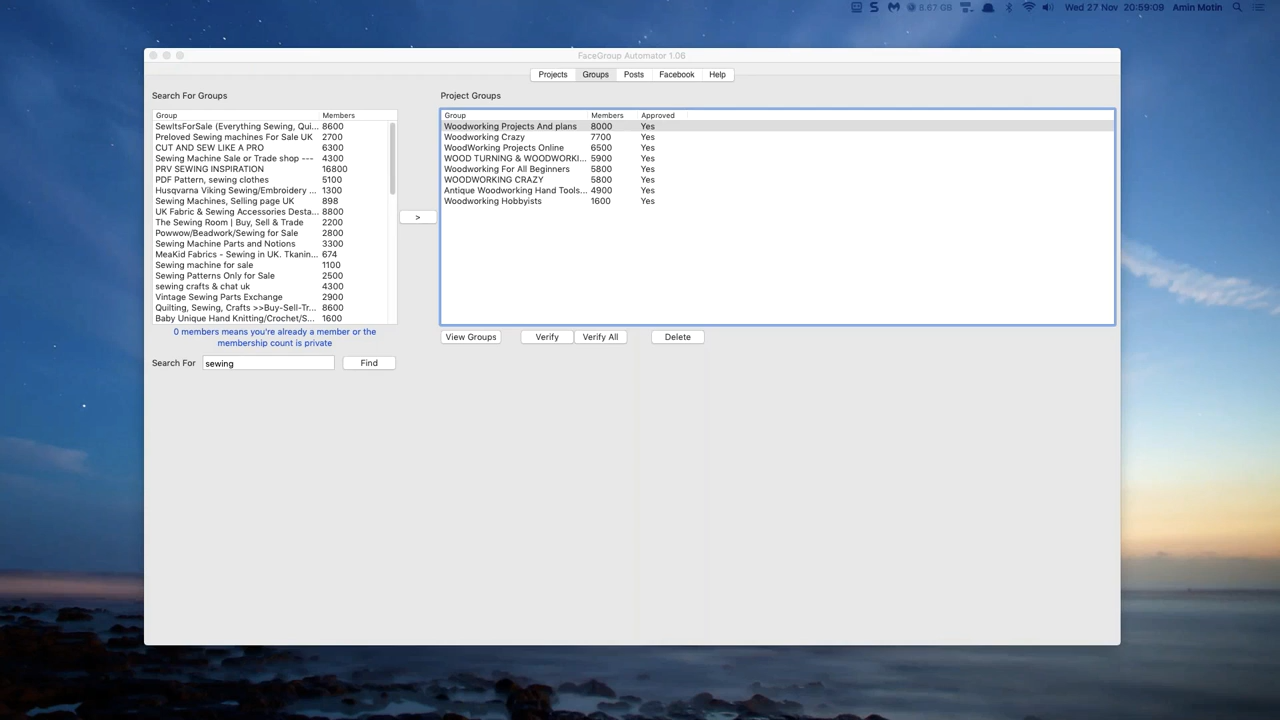 8.67 GB Wed 27 Nov 20:59:09 Amin Motin
FaceGroup Automator 1.06
Projects Groups Posts Facebook Help
Search For Groups
Group Members
SewItsForSale (Everything Sewing, Qui... 8600
Preloved Sewing machines For Sale UK 2700
CUT AND SEW LIKE A PRO 6300
Sewing Machine Sale or Trade shop --- 4300
PRV SEWING INSPIRATION 16800
PDF Pattern, sewing clothes 5100
Husqvarna Viking Sewing/Embroidery ... 1300
Sewing Machines, Selling page UK 898
UK Fabric & Sewing Accessories Desta... 8800
The Sewing Room | Buy, Sell & Trade 2200
Powwow/Beadwork/Sewing for Sale 2800
Sewing Machine Parts and Notions 3300
MeaKid Fabrics - Sewing in UK. Tkanin... 674
Sewing machine for sale 1100
Sewing Patterns Only for Sale 2500
sewing crafts & chat uk 4300
Vintage Sewing Parts Exchange 2900
Quilting, Sewing, Crafts >>Buy-Sell-Tr... 8600
Baby Unique Hand Knitting/Crochet/S... 1600
0 members means you're already a member or the
membership count is private
Search For sewing Find
>
Project Groups
Group Members Approved
Woodworking Projects And plans 8000 Yes
Woodworking Crazy 7700 Yes
WoodWorking Projects Online 6500 Yes
WOOD TURNING & WOODWORKI... 5900 Yes
Woodworking For All Beginners 5800 Yes
WOODWORKING CRAZY 5800 Yes
Antique Woodworking Hand Tools... 4900 Yes
Woodworking Hobbyists 1600 Yes
View Groups Verify Verify All Delete